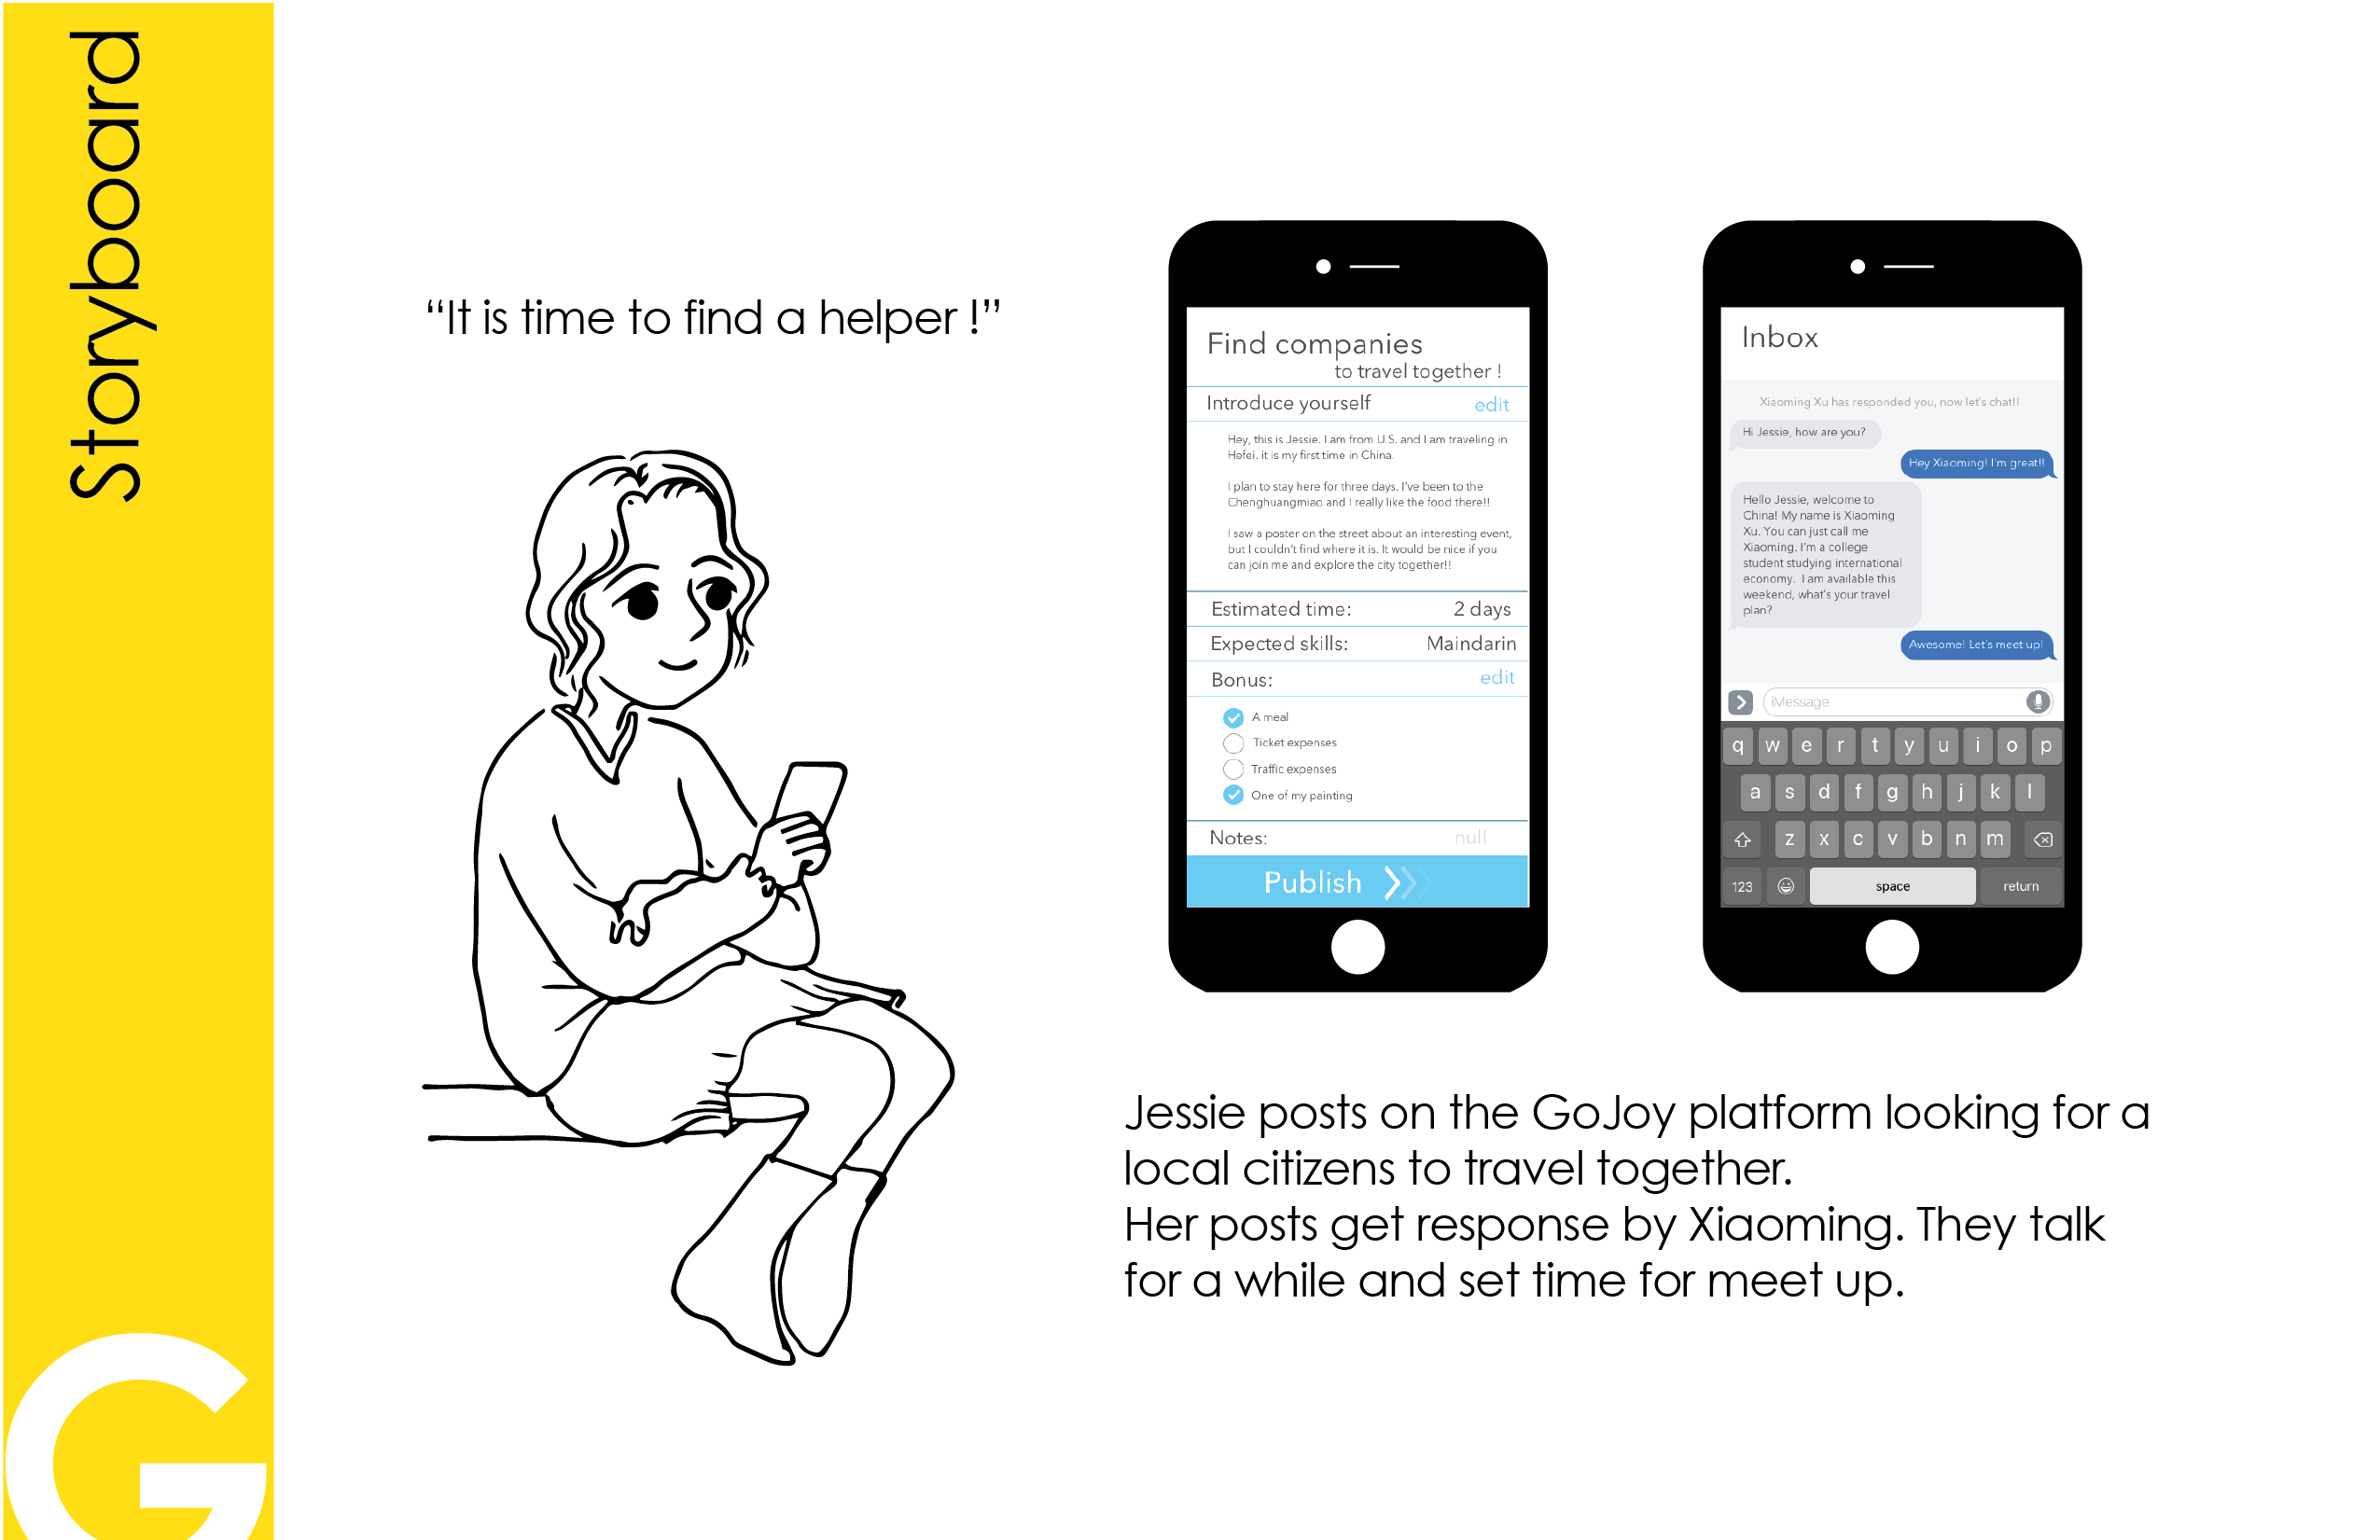 Storyboard
“It is time to find a helper !”
Find companies
to travel together !
Introduce yourself
edit
Hey, this is Jessie. I am from U.S. and I am traveling in
Hefei. it is my first time in China.
I plan to stay here for three days. I've been to the
Chenghuangmiao and I really like the food there!!
I saw a poster on the street about an interesting event,
but I couldn't find where it is. It would be nice if you
can join me and explore the city together!!
Estimated time: 2 days
Expected skills: Maindarin
Bonus: edit
A meal
Ticket expenses
Traffic expenses
One of my painting
Notes: null
Publish
Inbox
Xiaoming Xu has responded you, now let's chat!!
Hi Jessie, how are you?
Hey Xiaoming! I'm great!!
Hello Jessie, welcome to
China! My name is Xiaoming
Xu. You can just call me
Xiaoming. I'm a college
student studying international
economy. I am available this
weekend, what's your travel
plan?
Awesome! Let's meet up!
iMessage
q w e r t y u i o p
a s d f g h j k l
z x c v b n m
123 space return
Jessie posts on the GoJoy platform looking for a
local citizens to travel together.
Her posts get response by Xiaoming. They talk
for a while and set time for meet up.
G